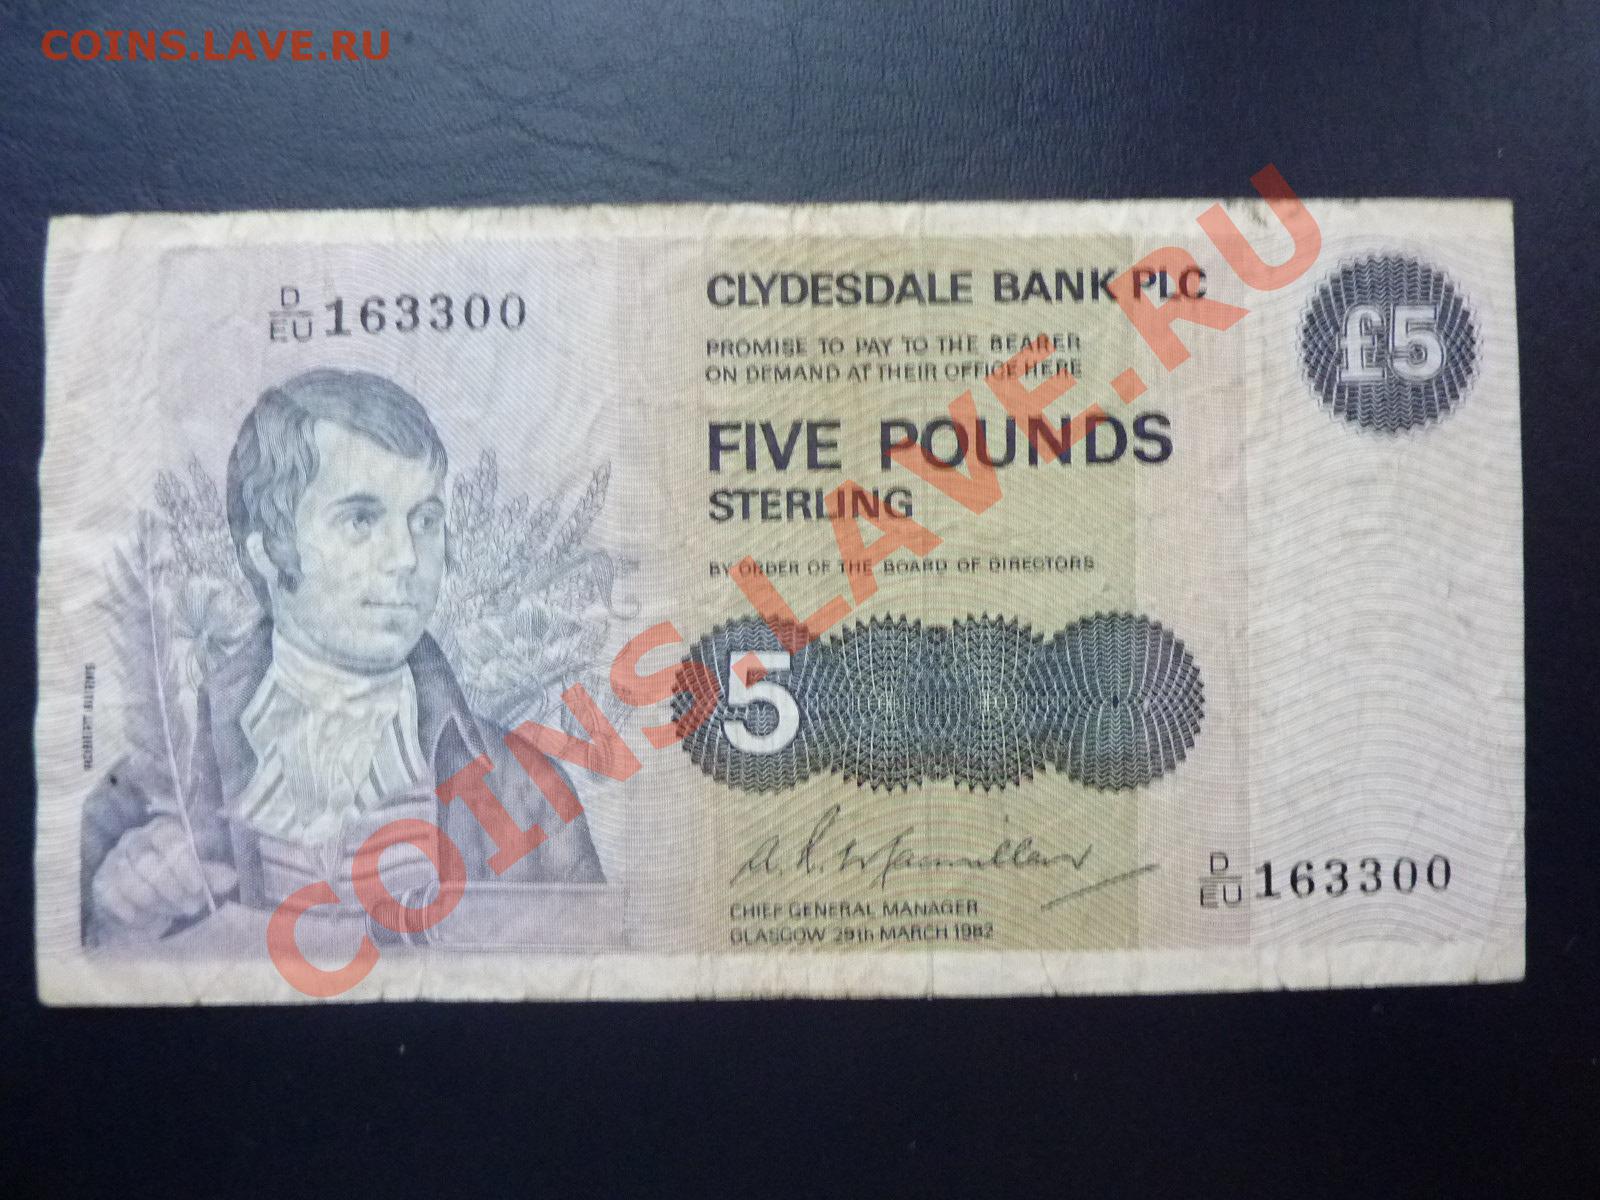 COINS.LAVE.RU
D
EU 163300
CLYDESDALE BANK PLC
PROMISE TO PAY TO THE BEARER
ON DEMAND AT THEIR OFFICE HERE
£5
FIVE POUNDS
STERLING
BY ORDER OF THE BOARD OF DIRECTORS
5
D
EU 163300
CHIEF GENERAL MANAGER
GLASGOW 29th MARCH 1982
COINS.LAVE.RU